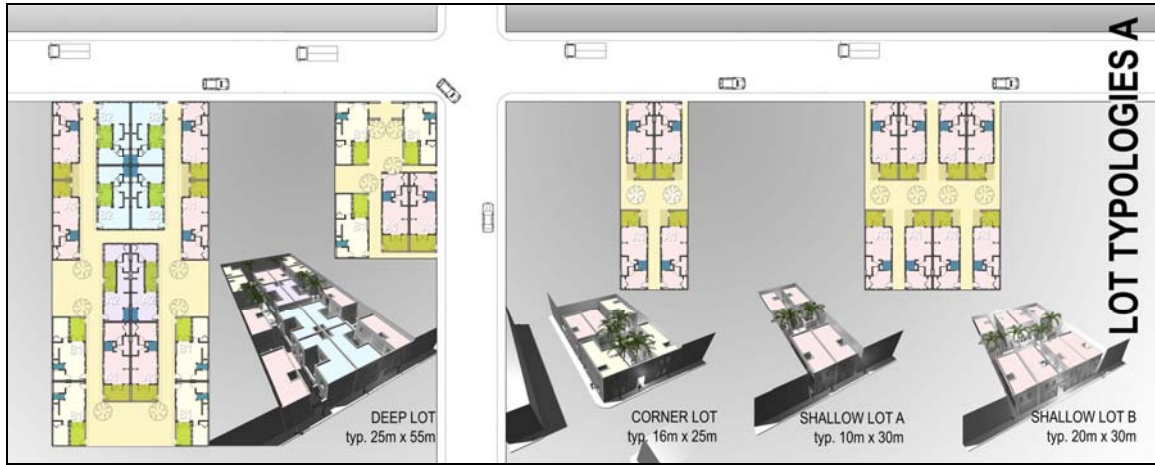 LOT TYPOLOGIES A
DEEP LOT
typ. 25m x 55m
CORNER LOT
typ. 16m x 25m
SHALLOW LOT A
typ. 10m x 30m
SHALLOW LOT B
typ. 20m x 30m